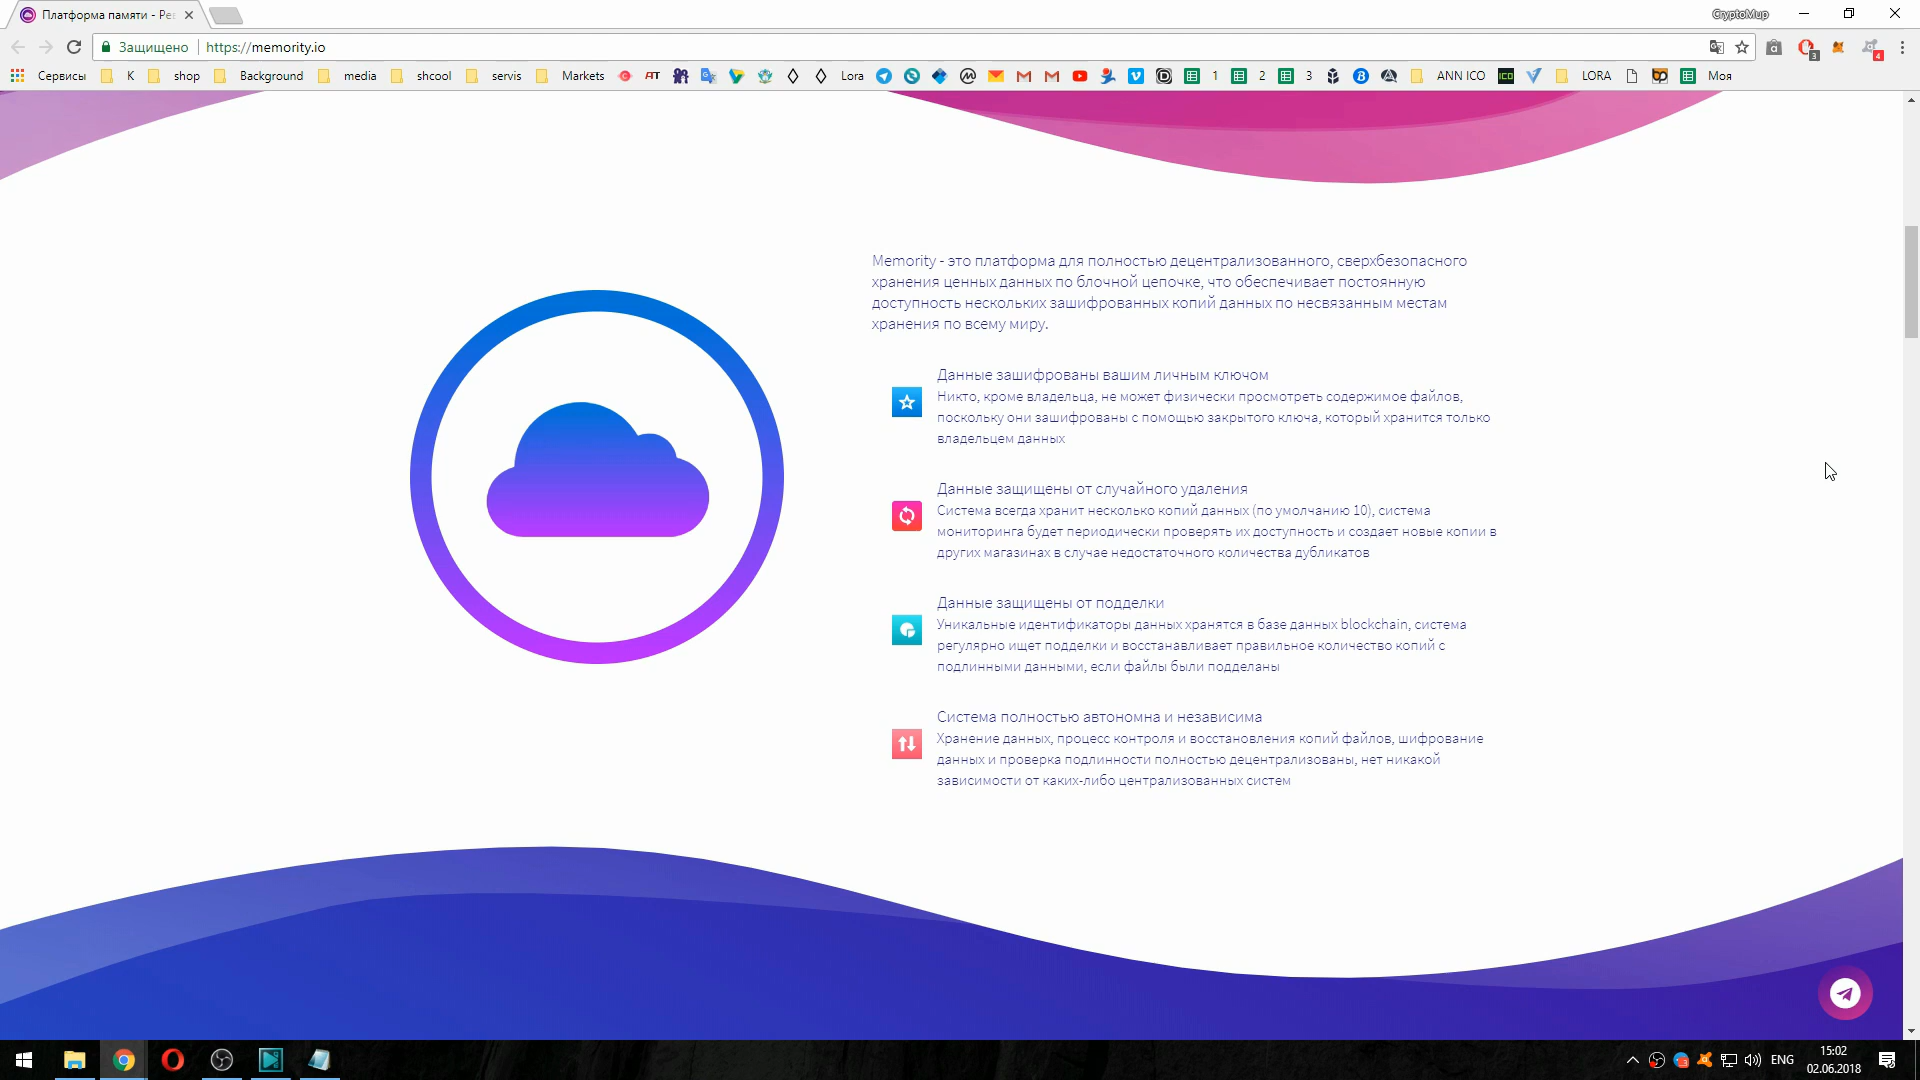 Платформа памяти - Рег
CryptoMup
Защищено
https://memority.io
Сервисы K shop Background media shcool servis Markets AT Lora 1 2 3 ANN ICO ICO LORA Моя
Memority - это платформа для полностью децентрализованного, сверхбезопасного
хранения ценных данных по блочной цепочке, что обеспечивает постоянную
доступность нескольких зашифрованных копий данных по несвязанным местам
хранения по всему миру.
Данные зашифрованы вашим личным ключом
Никто, кроме владельца, не может физически просмотреть содержимое файлов,
поскольку они зашифрованы с помощью закрытого ключа, который хранится только
владельцем данных
Данные защищены от случайного удаления
Система всегда хранит несколько копий данных (по умолчанию 10), система
мониторинга будет периодически проверять их доступность и создает новые копии в
других магазинах в случае недостаточного количества дубликатов
Данные защищены от подделки
Уникальные идентификаторы данных хранятся в базе данных blockchain, система
регулярно ищет подделки и восстанавливает правильное количество копий с
подлинными данными, если файлы были подделаны
Система полностью автономна и независима
Хранение данных, процесс контроля и восстановления копий файлов, шифрование
данных и проверка подлинности полностью децентрализованы, нет никакой
зависимости от каких-либо централизованных систем
ENG
15:02
02.06.2018